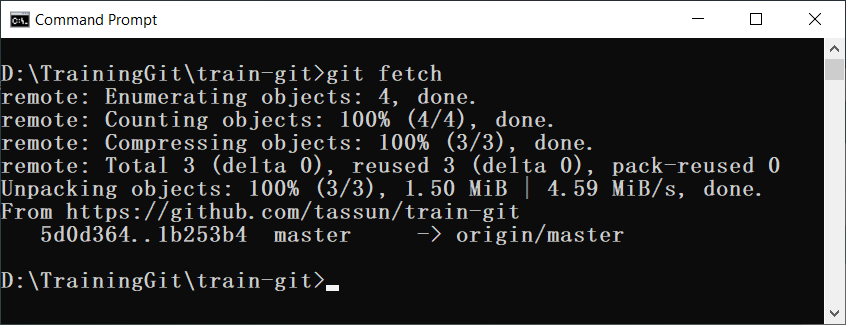 Command Prompt
D:\TrainingGit\train-git>git fetch
remote: Enumerating objects: 4, done.
remote: Counting objects: 100% (4/4), done.
remote: Compressing objects: 100% (3/3), done.
remote: Total 3 (delta 0), reused 3 (delta 0), pack-reused 0
Unpacking objects: 100% (3/3), 1.50 MiB | 4.59 MiB/s, done.
From https://github.com/tassun/train-git
   5d0d364..1b253b4  master     -> origin/master
D:\TrainingGit\train-git>